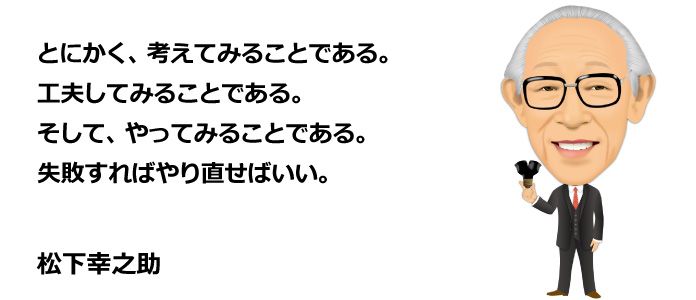 とにかく、考えてみることである。
工夫してみることである。
そして、やってみることである。
失敗すればやり直せばいい。
松下幸之助